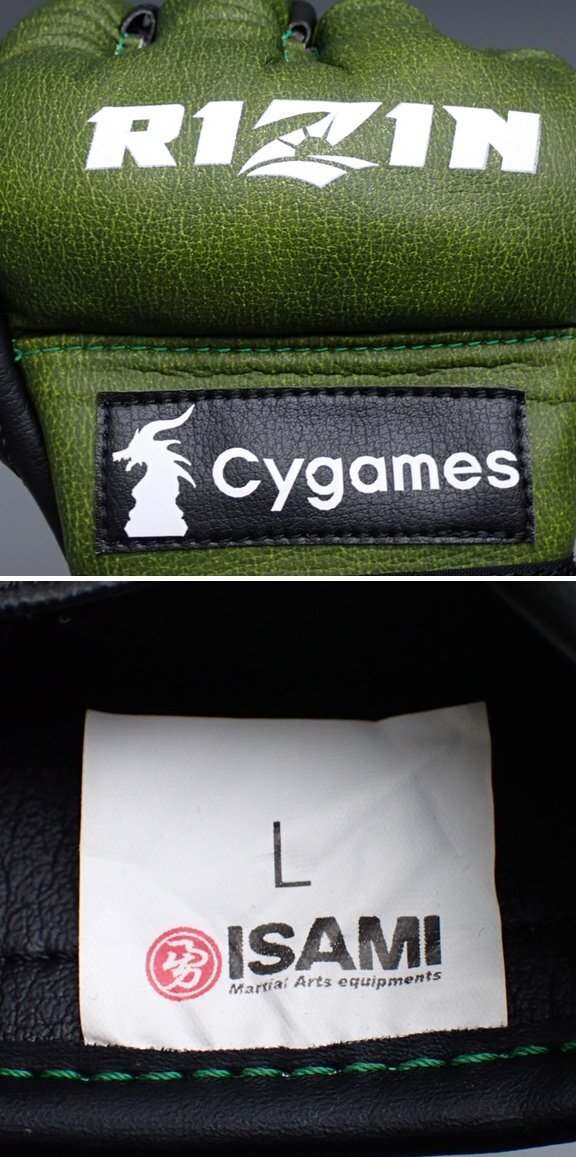 RIZIN
Cygames
L
勇 ISAMI
Martial Arts equipments